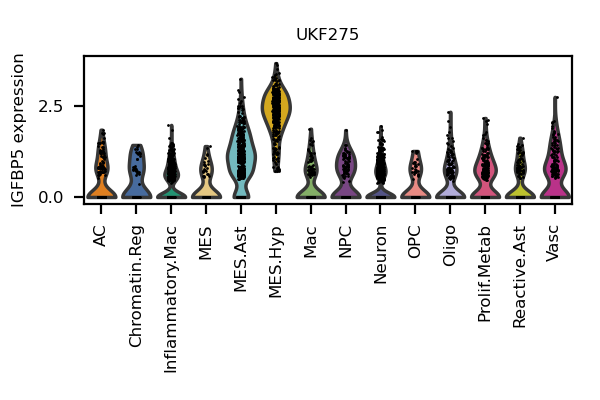 UKF275
IGFBP5 expression
2.5
0.0
AC
Chromatin.Reg
Inflammatory.Mac
MES
MES.Ast
MES.Hyp
Mac
NPC
Neuron
OPC
Oligo
Prolif.Metab
Reactive.Ast
Vasc